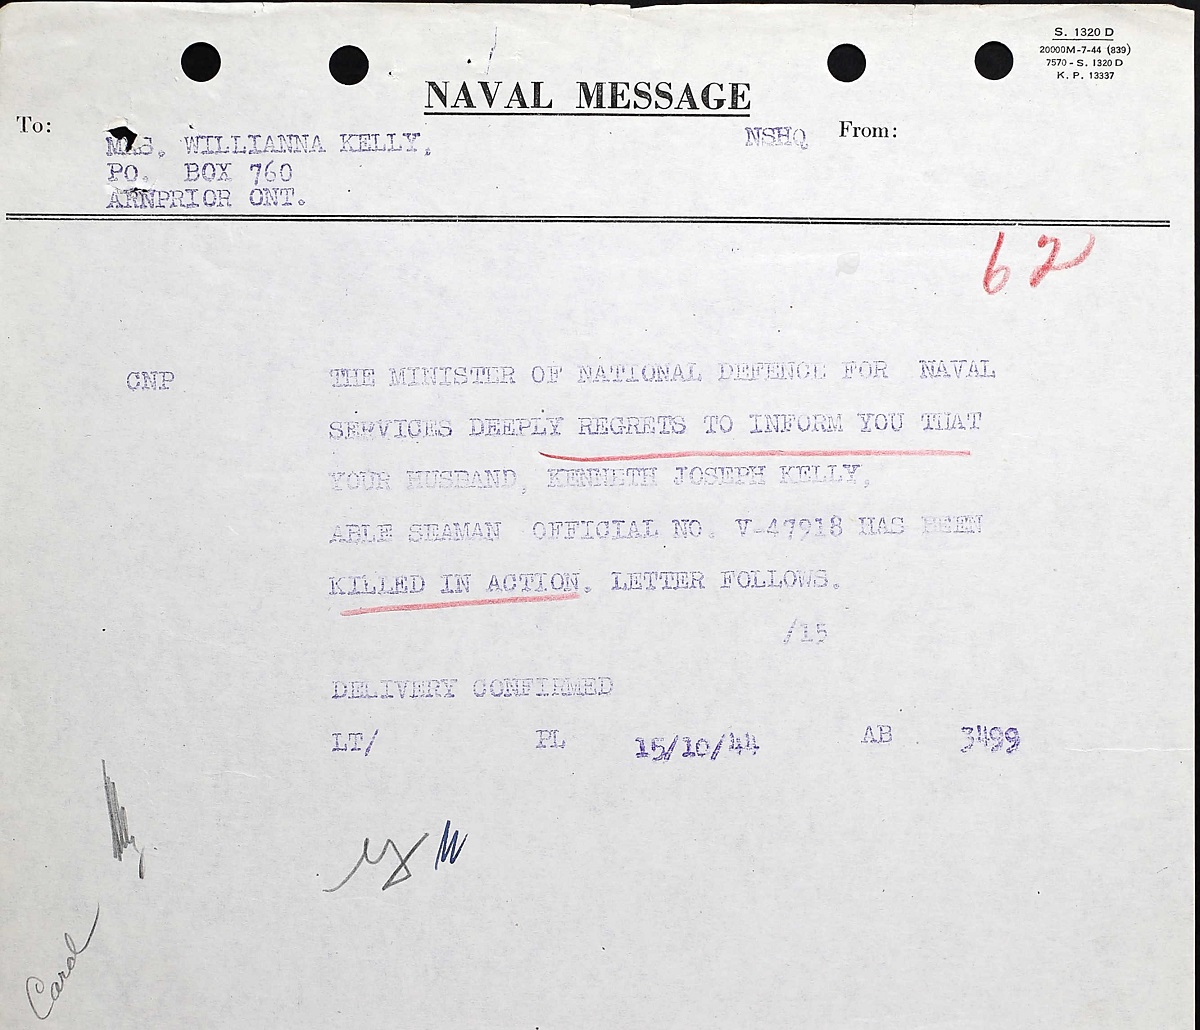 S. 1320 D
20000M-7-44 (839)
7570 - S. 1320 D
K. P. 13337
NAVAL MESSAGE
To:
MRS. WILLIANNA KELLY,
NSHQ
From:
PO. BOX 760
ARNPRIOR ONT.
62
CNP
THE MINISTER OF NATIONAL DEFENCE FOR NAVAL
SERVICES DEEPLY REGRETS TO INFORM YOU THAT
YOUR HUSBAND, KENNETH JOSEPH KELLY,
ABLE SEAMAN OFFICIAL NO. V-47918 HAS BEEN
KILLED IN ACTION. LETTER FOLLOWS.
/15
DELIVERY CONFIRMED
LT/ PL 15/10/44 AB 3499
Card